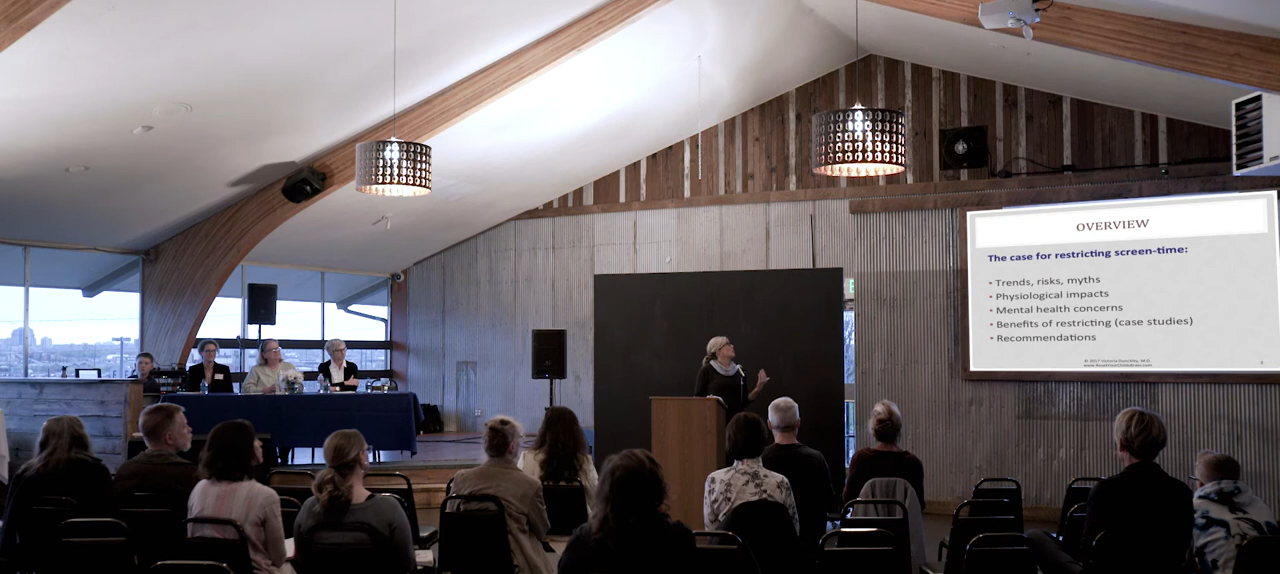 OVERVIEW
The case for restricting screen-time:
• Trends, risks, myths
• Physiological impacts
• Mental health concerns
• Benefits of restricting (case studies)
• Recommendations
© 2017 Victoria Dunckley, M.D.